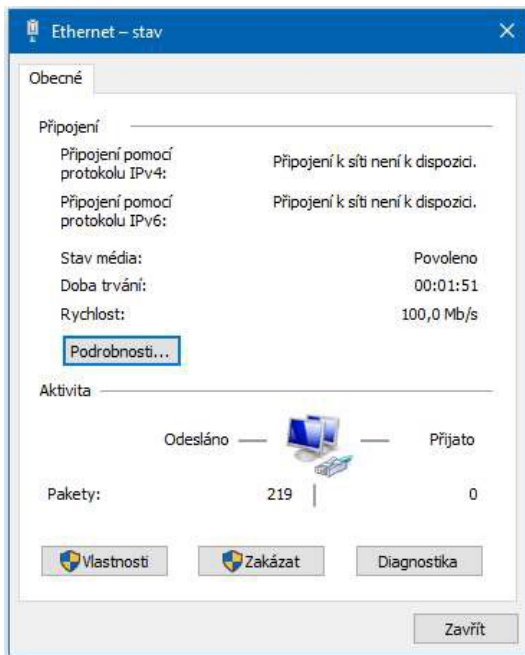 Ethernet – stav
Obecné
Připojení
Připojení pomocí
protokolu IPv4:
Připojení k síti není k dispozici.
Připojení pomocí
protokolu IPv6:
Připojení k síti není k dispozici.
Stav média: Povoleno
Doba trvání: 00:01:51
Rychlost: 100,0 Mb/s
Podrobnosti...
Aktivita
Odesláno Přijato
Pakety: 219 0
Vlastnosti Zakázat Diagnostika
Zavřít